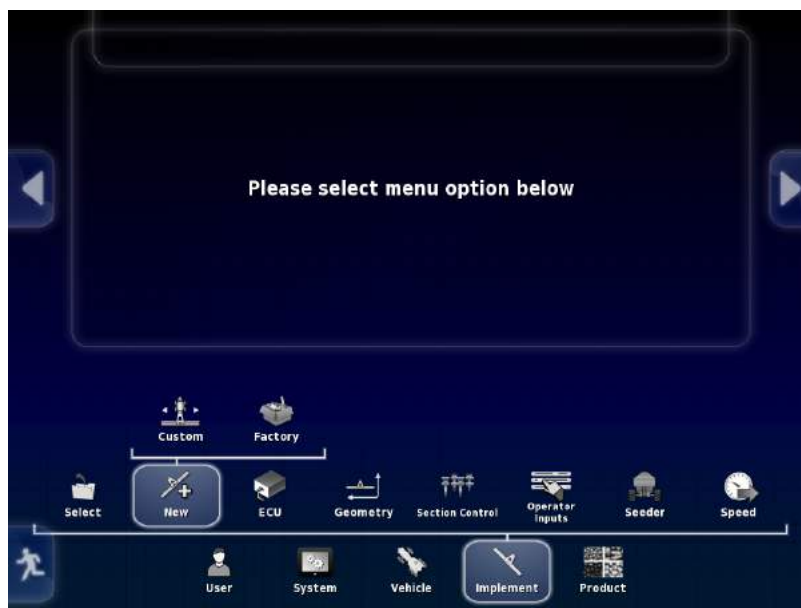 Please select menu option below
Custom
Factory
Select
New
ECU
Geometry
Section Control
Operator
Inputs
Seeder
Speed
User
System
Vehicle
Implement
Product